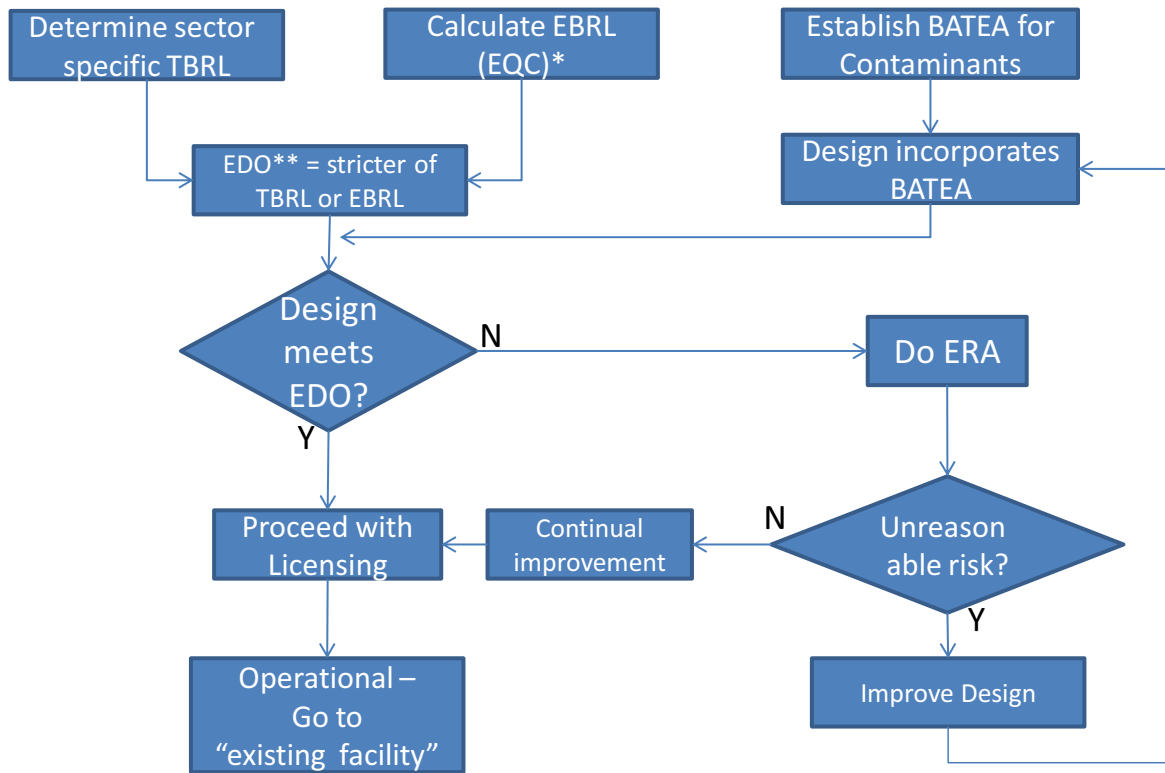 Determine sector
specific TBRL
Calculate EBRL
(EQC)*
Establish BATEA for
Contaminants
EDO** = stricter of
TBRL or EBRL
Design incorporates
BATEA
Design
meets
EDO?
N
Do ERA
Y
Proceed with
Licensing
Continual
improvement
N
Unreason
able risk?
Y
Operational –
Go to
“existing facility”
Improve Design